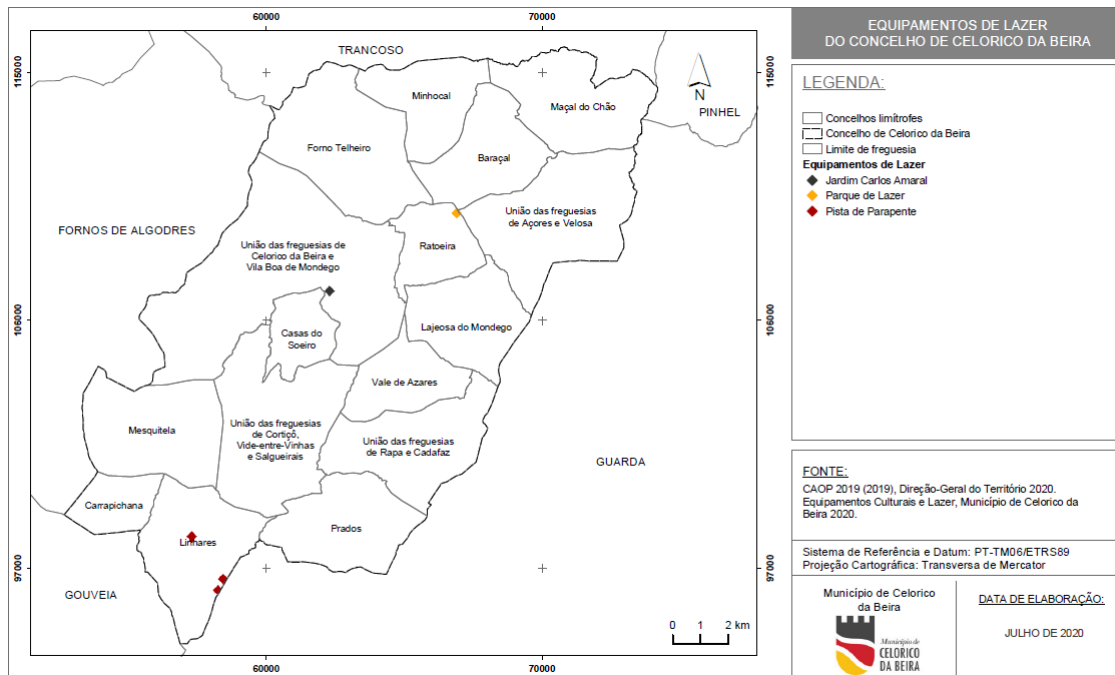 60000
70000
EQUIPAMENTOS DE LAZER
DO CONCELHO DE CELORICO DA BEIRA
TRANCOSO
115000
115000
N
PINHEL
Minhocal
Maçal do Chão
Forno Telheiro
Baraçal
FORNOS DE ALGODRES
União das freguesias
de Açores e Velosa
União das freguesias de
Celorico da Beira e
Vila Boa de Mondego
Ratoeira
106000
106000
Casas do
Soeiro
Lajeosa do Mondego
Vale de Azares
Mesquitela
União das freguesias
de Cortiçô,
Vide-entre-Vinhas
e Salgueirais
União das freguesias
de Rapa e Cadafaz
GUARDA
Carrapichana
Linhares
Prados
97000
97000
GOUVEIA
0 1 2 km
60000
70000
LEGENDA:
Concelhos limítrofes
Concelho de Celorico da Beira
Limite de freguesia
Equipamentos de Lazer
Jardim Carlos Amaral
Parque de Lazer
Pista de Parapente
FONTE:
CAOP 2019 (2019), Direção-Geral do Território 2020.
Equipamentos Culturais e Lazer, Município de Celorico da
Beira 2020.
Sistema de Referência e Datum: PT-TM06/ETRS89
Projeção Cartográfica: Transversa de Mercator
Município de Celorico
da Beira
Município de
CELORICO
DA BEIRA
DATA DE ELABORAÇÃO:
JULHO DE 2020